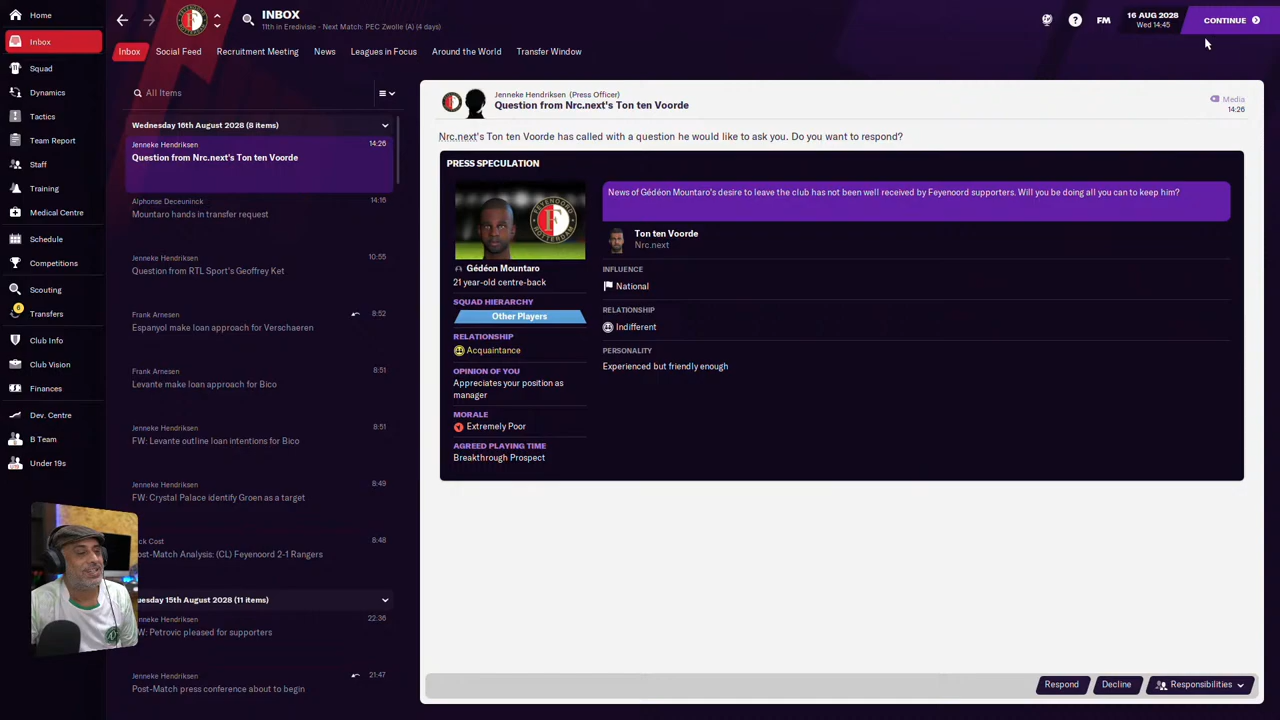 Home
INBOX
11th in Eredivisie - Next Match: PEC Zwolle (A) (4 days)
FM
16 AUG 2028
Wed 14:45
CONTINUE
Inbox
Squad
Dynamics
Tactics
Team Report
Staff
Training
Medical Centre
Schedule
Competitions
Scouting
6
Transfers
Club Info
Club Vision
Finances
Dev. Centre
B Team
Under 19s
Inbox
Social Feed
Recruitment Meeting
News
Leagues in Focus
Around the World
Transfer Window
All Items
Wednesday 16th August 2028 (8 items)
Jenneke Hendriksen 14:26
Question from Nrc.next's Ton ten Voorde
Alphonse Deceuninck 14:16
Mountaro hands in transfer request
Jenneke Hendriksen 10:55
Question from RTL Sport's Geoffrey Ket
Frank Arnesen 8:52
Espanyol make loan approach for Verschaeren
Frank Arnesen 8:51
Levante make loan approach for Bico
Jenneke Hendriksen 8:51
FW: Levante outline loan intentions for Bico
Jenneke Hendriksen 8:49
FW: Crystal Palace identify Groen as a target
ck Cost 8:48
ost-Match Analysis: (CL) Feyenoord 2-1 Rangers
uesday 15th August 2028 (11 items)
nneke Hendriksen 22:36
W: Petrovic pleased for supporters
Jenneke Hendriksen 21:47
Post-Match press conference about to begin
Jenneke Hendriksen (Press Officer)
Question from Nrc.next's Ton ten Voorde
Media
14:26
Nrc.next's Ton ten Voorde has called with a question he would like to ask you. Do you want to respond?
PRESS SPECULATION
FEYENOORD
ROTTERDAM
Gédéon Mountaro
21 year-old centre-back
SQUAD HIERARCHY
Other Players
RELATIONSHIP
Acquaintance
OPINION OF YOU
Appreciates your position as
manager
MORALE
Extremely Poor
AGREED PLAYING TIME
Breakthrough Prospect
News of Gédéon Mountaro's desire to leave the club has not been well received by Feyenoord supporters. Will you be doing all you can to keep him?
Ton ten Voorde
Nrc.next
INFLUENCE
National
RELATIONSHIP
Indifferent
PERSONALITY
Experienced but friendly enough
Respond
Decline
Responsibilities